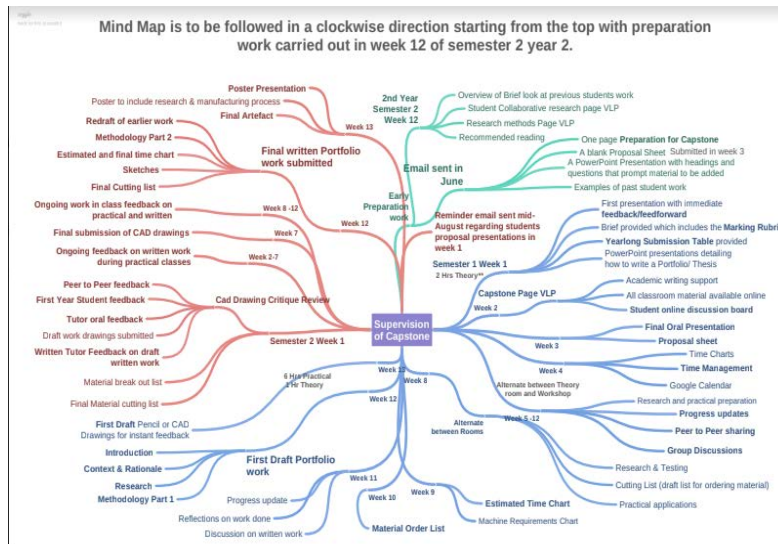 Mind Map is to be followed in a clockwise direction starting from the top with preparation
work carried out in week 12 of semester 2 year 2.
2nd Year
Semester 2
Week 12
Overview of Brief look at previous students work
Student Collaborative research page VLP
Research methods Page VLP
Recommended reading
Email sent in
June
One page Preparation for Capstone
A blank Proposal Sheet Submitted in week 3
A PowerPoint Presentation with headings and
questions that prompt material to be added
Examples of past student work
Early
Preparation
work
Reminder email sent mid-
August regarding students
proposal presentations in
week 1
Semester 1 Week 1
2 Hrs Theory**
First presentation with immediate
feedback/feedforward
Brief provided which includes the Marking Rubri
Yearlong Submission Table provided
PowerPoint presentations detailing
how to write a Portfolio/ Thesis
Capstone Page VLP
Week 2
Academic writing support
All classroom material available online
Student online discussion board
Supervision
of Capstone
Week 3
Final Oral Presentation
Proposal sheet
Week 4
Time Charts
Time Management
Google Calendar
Alternate between Theory
room and Workshop
Week 5 -12
Research and practical preparation
Progress updates
Peer to Peer sharing
Group Discussions
Week 8
Alternate
between Rooms
Research & Testing
Cutting List (draft list for ordering material)
Practical applications
Week 9
Estimated Time Chart
Machine Requirements Chart
Week 10
Material Order List
Week 11
Progress update
Reflections on work done
Discussion on written work
Week 12
First Draft Portfolio
work
Introduction
Context & Rationale
Research
Methodology Part 1
6 Hrs Practical
1 Hr Theory
First Draft Pencil or CAD
Drawings for instant feedback
Semester 2 Week 1
Cad Drawing Critique Review
Peer to Peer feedback
First Year Student feedback
Tutor oral feedback
Draft work drawings submitted
Written Tutor Feedback on draft
written work
Material break out list
Final Material cutting list
Week 2-7
Ongoing feedback on written work
during practical classes
Week 7
Final submission of CAD drawings
Week 8 -12
Ongoing work in class feedback on
practical and written
Week 12
Final written Portfolio
work submitted
Redraft of earlier work
Methodology Part 2
Estimated and final time chart
Sketches
Final Cutting list
Week 13
Poster Presentation
Poster to include research & manufacturing process
Final Artefact